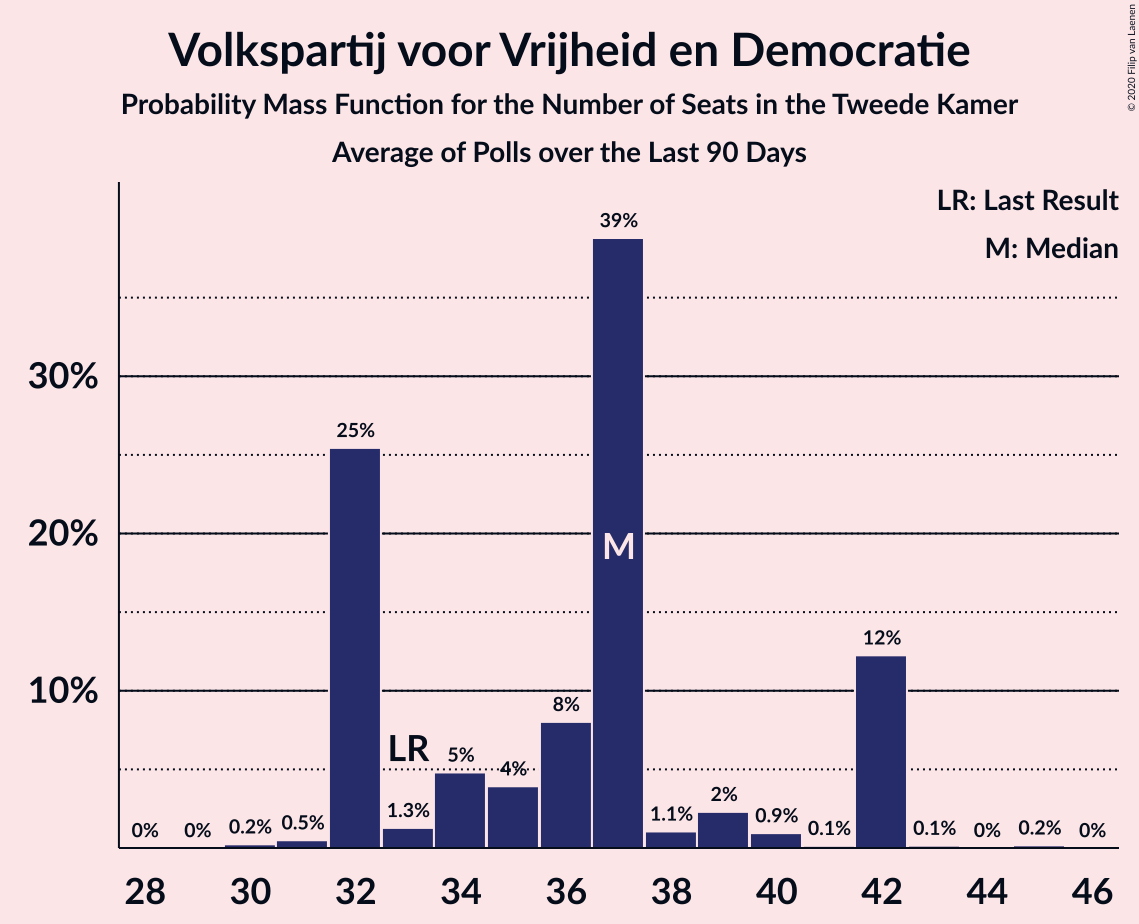 Volkspartij voor Vrijheid en Democratie
Probability Mass Function for the Number of Seats in the Tweede Kamer
Average of Polls over the Last 90 Days
© 2020 Filip van Laenen
LR: Last Result
M: Median
30%
20%
10%
0%
0%
0.2%
0.5%
25%
1.3%
LR
5%
4%
8%
39%
M
1.1%
2%
0.9%
0.1%
12%
0.1%
0%
0.2%
0%
28 30 32 34 36 38 40 42 44 46